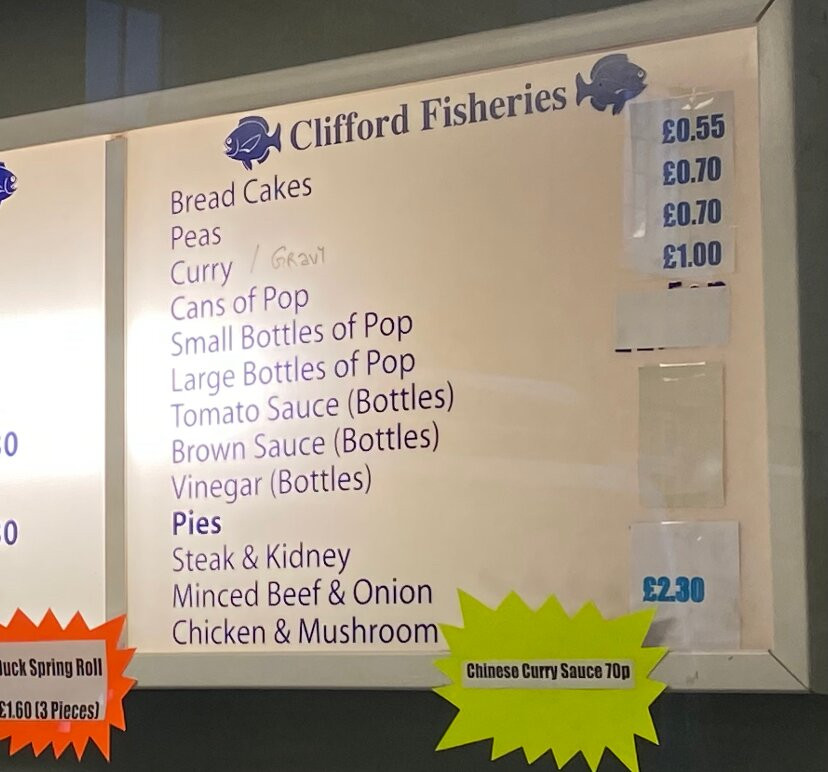 Clifford Fisheries
Bread Cakes £0.55
Peas £0.70
Curry / Gravy £0.70
Cans of Pop £1.00
Small Bottles of Pop
Large Bottles of Pop
Tomato Sauce (Bottles)
Brown Sauce (Bottles)
Vinegar (Bottles)
Pies
Steak & Kidney
Minced Beef & Onion £2.30
Chicken & Mushroom
Chinese Curry Sauce 70p
Duck Spring Roll
£1.60 (3 Pieces)